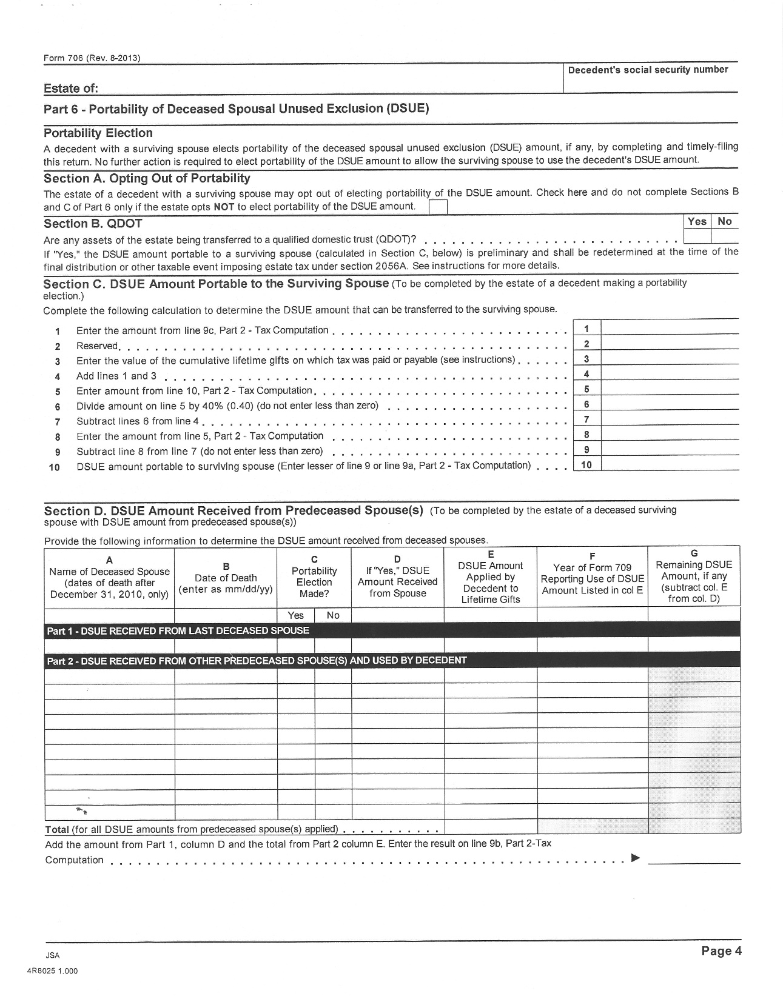 Form 706 (Rev. 8-2013)
Decedent's social security number
Estate of:
Part 6 - Portability of Deceased Spousal Unused Exclusion (DSUE)
Portability Election
A decedent with a surviving spouse elects portability of the deceased spousal unused exclusion (DSUE) amount, if any, by completing and timely-filing
this return. No further action is required to elect portability of the DSUE amount to allow the surviving spouse to use the decedent's DSUE amount.
Section A. Opting Out of Portability
The estate of a decedent with a surviving spouse may opt out of electing portability of the DSUE amount. Check here and do not complete Sections B
and C of Part 6 only if the estate opts NOT to elect portability of the DSUE amount.
Section B. QDOT
Yes No
Are any assets of the estate being transferred to a qualified domestic trust (QDOT)? . . . . . . . . . . . . . . . . . . . . . . . . . . . .
If "Yes," the DSUE amount portable to a surviving spouse (calculated in Section C, below) is preliminary and shall be redetermined at the time of the
final distribution or other taxable event imposing estate tax under section 2056A. See instructions for more details.
Section C. DSUE Amount Portable to the Surviving Spouse (To be completed by the estate of a decedent making a portability
election.)
Complete the following calculation to determine the DSUE amount that can be transferred to the surviving spouse.
1 Enter the amount from line 9c, Part 2 - Tax Computation . . . . . . . . . . . . . . . . . . . . . . . . . . 1
2 Reserved. . . . . . . . . . . . . . . . . . . . . . . . . . . . . . . . . . . . . . . . . . . . . . . . . . 2
3 Enter the value of the cumulative lifetime gifts on which tax was paid or payable (see instructions) . . . . . . 3
4 Add lines 1 and 3 . . . . . . . . . . . . . . . . . . . . . . . . . . . . . . . . . . . . . . . . . . . . 4
5 Enter amount from line 10, Part 2 - Tax Computation. . . . . . . . . . . . . . . . . . . . . . . . . . . . 5
6 Divide amount on line 5 by 40% (0.40) (do not enter less than zero) . . . . . . . . . . . . . . . . . . . . 6
7 Subtract lines 6 from line 4 . . . . . . . . . . . . . . . . . . . . . . . . . . . . . . . . . . . . . . . . 7
8 Enter the amount from line 5, Part 2 - Tax Computation . . . . . . . . . . . . . . . . . . . . . . . . . . 8
9 Subtract line 8 from line 7 (do not enter less than zero) . . . . . . . . . . . . . . . . . . . . . . . . . . 9
10 DSUE amount portable to surviving spouse (Enter lesser of line 9 or line 9a, Part 2 - Tax Computation) . . . . 10
Section D. DSUE Amount Received from Predeceased Spouse(s) (To be completed by the estate of a deceased surviving
spouse with DSUE amount from predeceased spouse(s))
Provide the following information to determine the DSUE amount received from deceased spouses.
A
Name of Deceased Spouse
(dates of death after
December 31, 2010, only)
B
Date of Death
(enter as mm/dd/yy)
C
Portability
Election
Made?
D
If "Yes," DSUE
Amount Received
from Spouse
E
DSUE Amount
Applied by
Decedent to
Lifetime Gifts
F
Year of Form 709
Reporting Use of DSUE
Amount Listed in col E
G
Remaining DSUE
Amount, if any
(subtract col. E
from col. D)
Yes No
Part 1 - DSUE RECEIVED FROM LAST DECEASED SPOUSE
Part 2 - DSUE RECEIVED FROM OTHER PREDECEASED SPOUSE(S) AND USED BY DECEDENT
Total (for all DSUE amounts from predeceased spouse(s) applied) . . . . . . . . . . .
Add the amount from Part 1, column D and the total from Part 2 column E. Enter the result on line 9b, Part 2-Tax
Computation . . . . . . . . . . . . . . . . . . . . . . . . . . . . . . . . . . . . . . . . . . . . . . . . . . . . . . . . . ▶
Page 4
JSA
4R8025 1.000